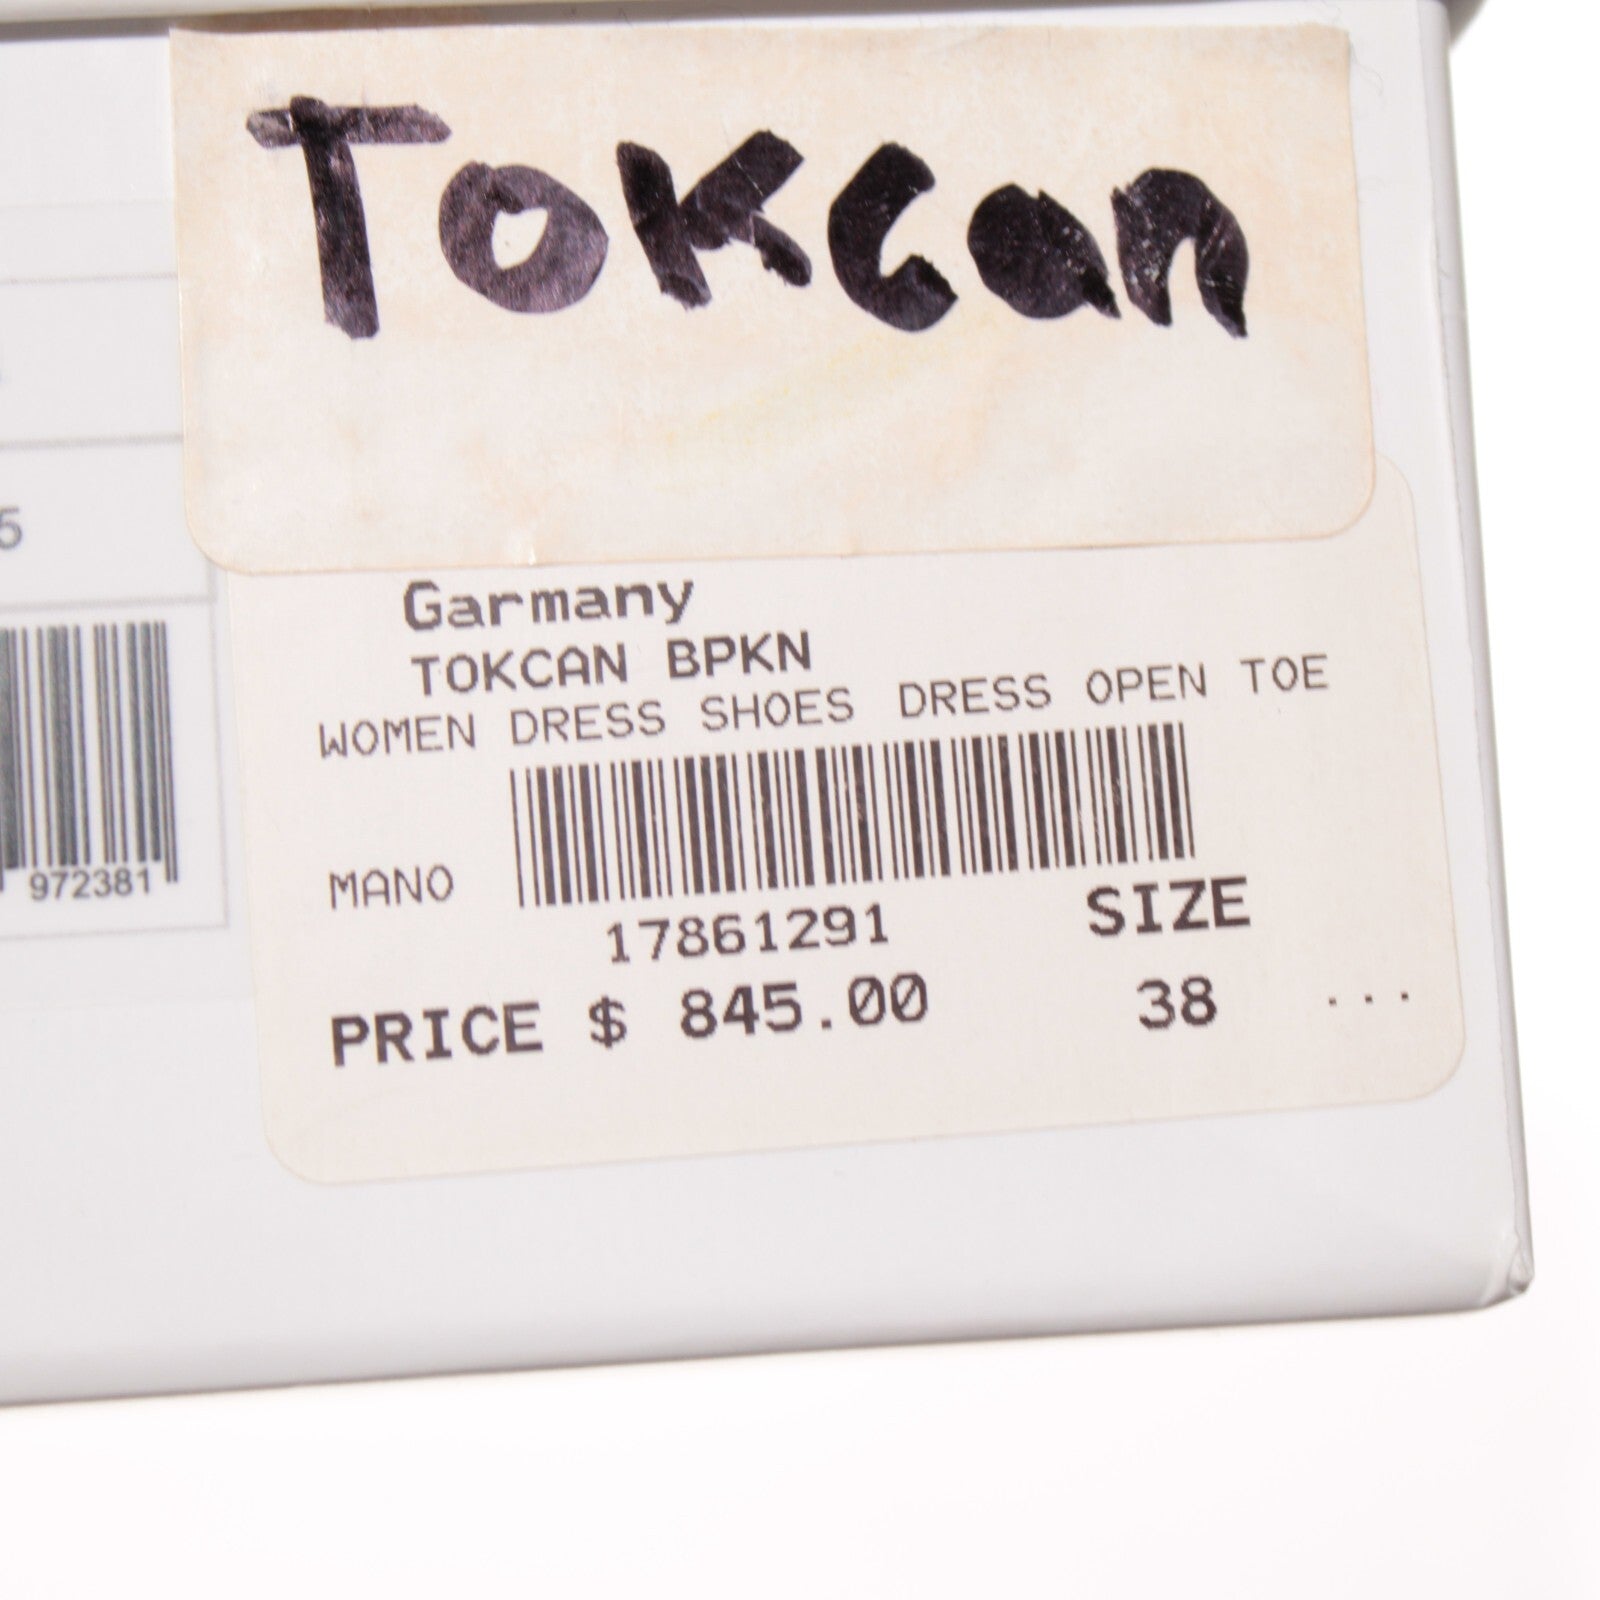 Tokcan
5
972381
Garmany
TOKCAN BPKN
WOMEN DRESS SHOES DRESS OPEN TOE
MANO
17861291
SIZE
PRICE $ 845.00
38 ...